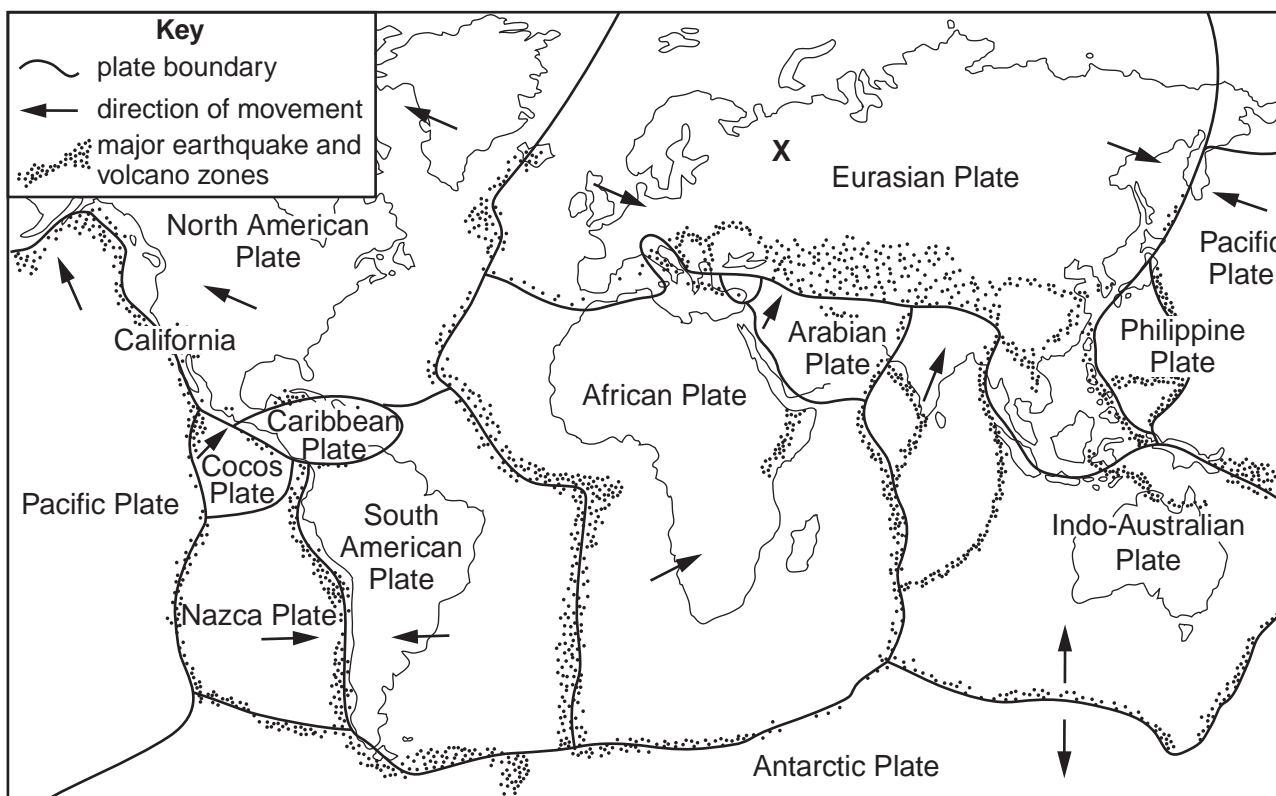 Key
plate boundary
direction of movement
major earthquake and
volcano zones
X
Eurasian Plate
North American
Plate
Pacific
Plate
California
Philippine
Plate
Arabian
Plate
African Plate
Caribbean
Plate
Cocos
Plate
Pacific Plate
South
American
Plate
Indo-Australian
Plate
Nazca Plate
Antarctic Plate